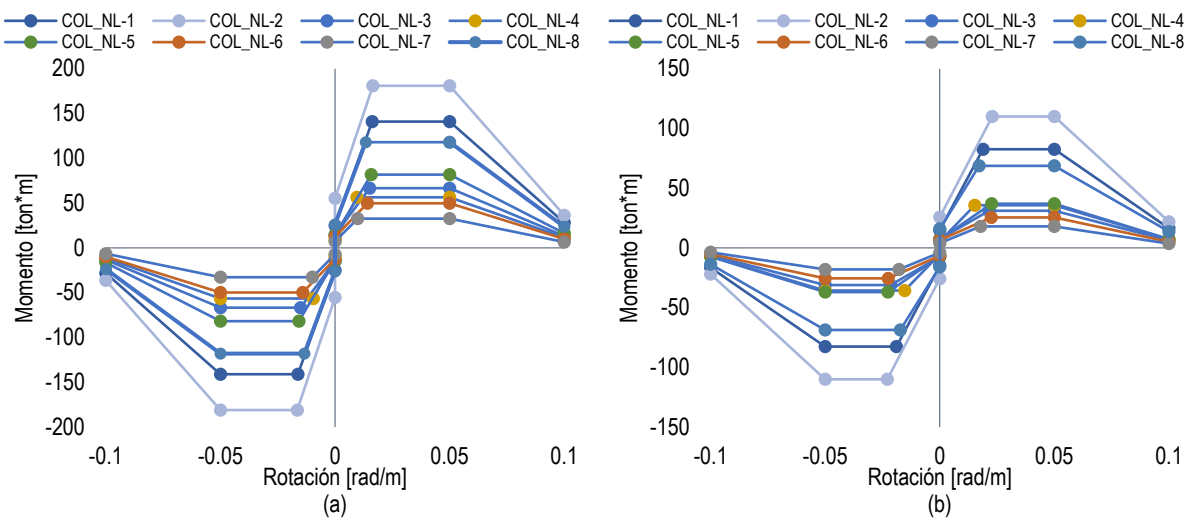 COL_NL-1 COL_NL-2 COL_NL-3 COL_NL-4
COL_NL-5 COL_NL-6 COL_NL-7 COL_NL-8
200
150
100
50
0
-50
-100
-150
-200
Momento [ton*m]
-0.1 -0.05 0 0.05 0.1
Rotación [rad/m]
(a)
COL_NL-1 COL_NL-2 COL_NL-3 COL_NL-4
COL_NL-5 COL_NL-6 COL_NL-7 COL_NL-8
150
100
50
0
-50
-100
-150
Momento [ton*m]
-0.1 -0.05 0 0.05 0.1
Rotación [rad/m]
(b)